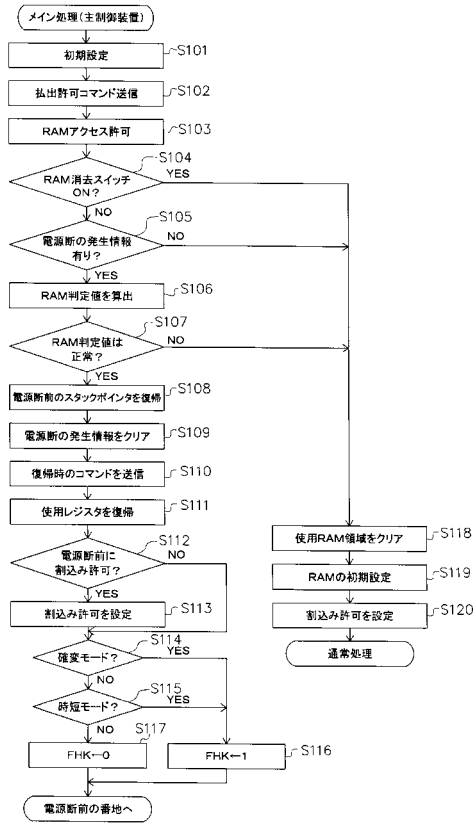 メイン処理(主制御装置)
初期設定
S101
払出許可コマンド送信
S102
RAMアクセス許可
S103
S104
RAM消去スイッチ
ON?
YES
NO
S105
電源断の発生情報
有り?
NO
YES
RAM判定値を算出
S106
S107
RAM判定値は
正常?
NO
YES
電源断前のスタックポインタを復帰
S108
電源断の発生情報をクリア
S109
復帰時のコマンドを送信
S110
使用レジスタを復帰
S111
S112
電源断前に
割込み許可?
NO
YES
割込み許可を設定
S113
S114
確変モード?
YES
NO
S115
時短モード?
YES
NO
S117
FHK←0
FHK←1
S116
電源断前の番地へ
使用RAM領域をクリア
S118
RAMの初期設定
S119
割込み許可を設定
S120
通常処理